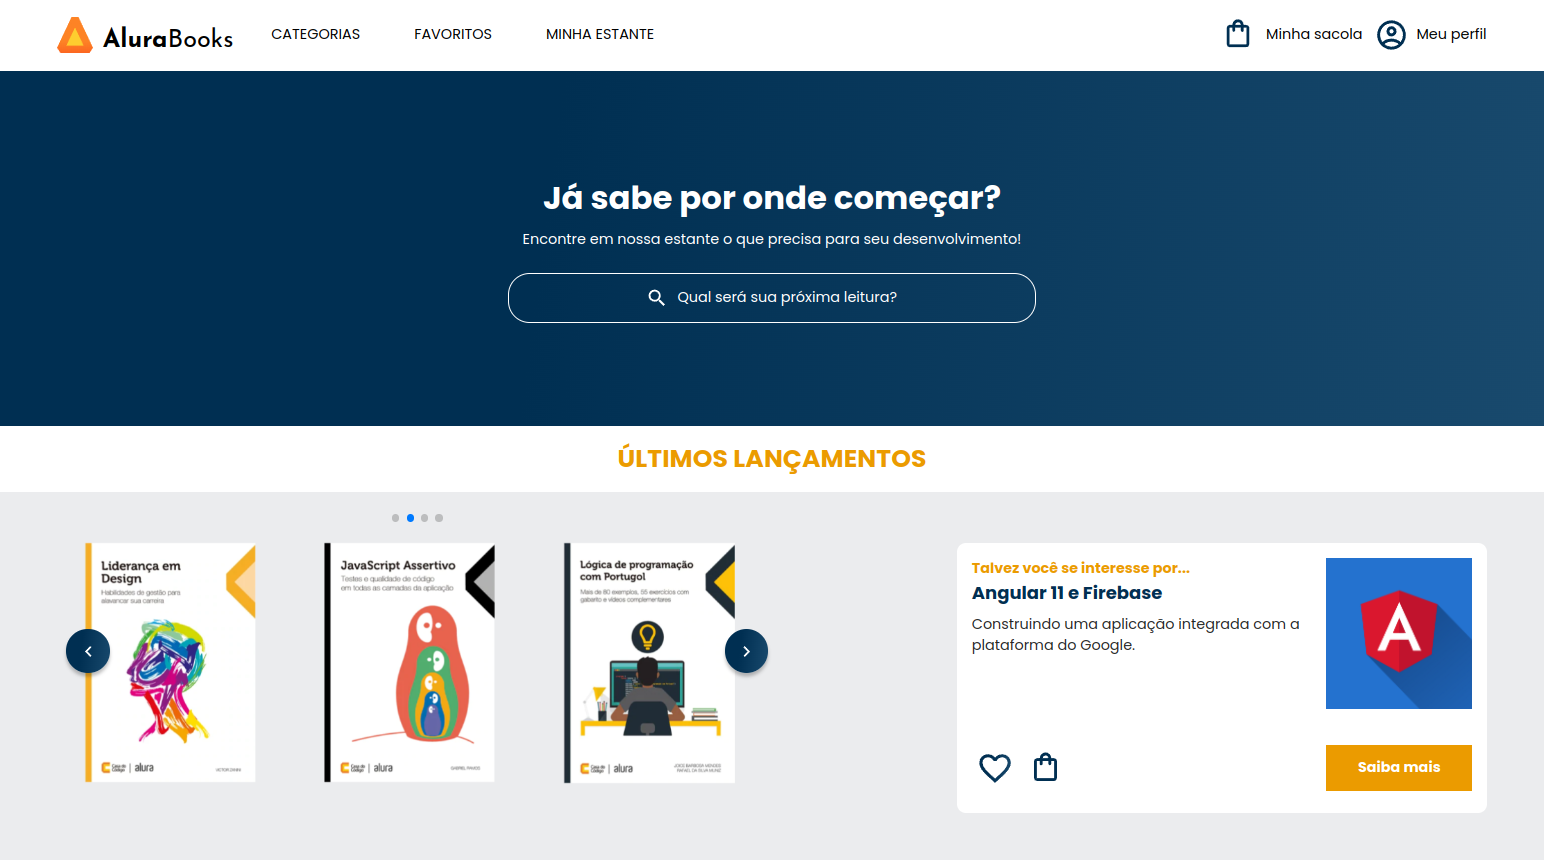 AluraBooks
CATEGORIAS
FAVORITOS
MINHA ESTANTE
Minha sacola
Meu perfil
Já sabe por onde começar?
Encontre em nossa estante o que precisa para seu desenvolvimento!
Qual será sua próxima leitura?
ÚLTIMOS LANÇAMENTOS
Liderança em
Design
Habilidades de gestão para
alavancar sua carreira
Casa do
Código
alura
JavaScript Assertivo
Testes e qualidade de código
em todas as camadas da aplicação
Casa do
Código
alura
GABRIEL RAMOS
Lógica de programação
com Portugol
Mais de 80 exemplos, 55 exercícios com
gabarito e vídeos complementares
Casa do
Código
alura
JOICE BARBOSA MENDES
RAFAEL DA SILVA MUNIZ
Talvez você se interesse por...
Angular 11 e Firebase
Construindo uma aplicação integrada com a
plataforma do Google.
A
Saiba mais